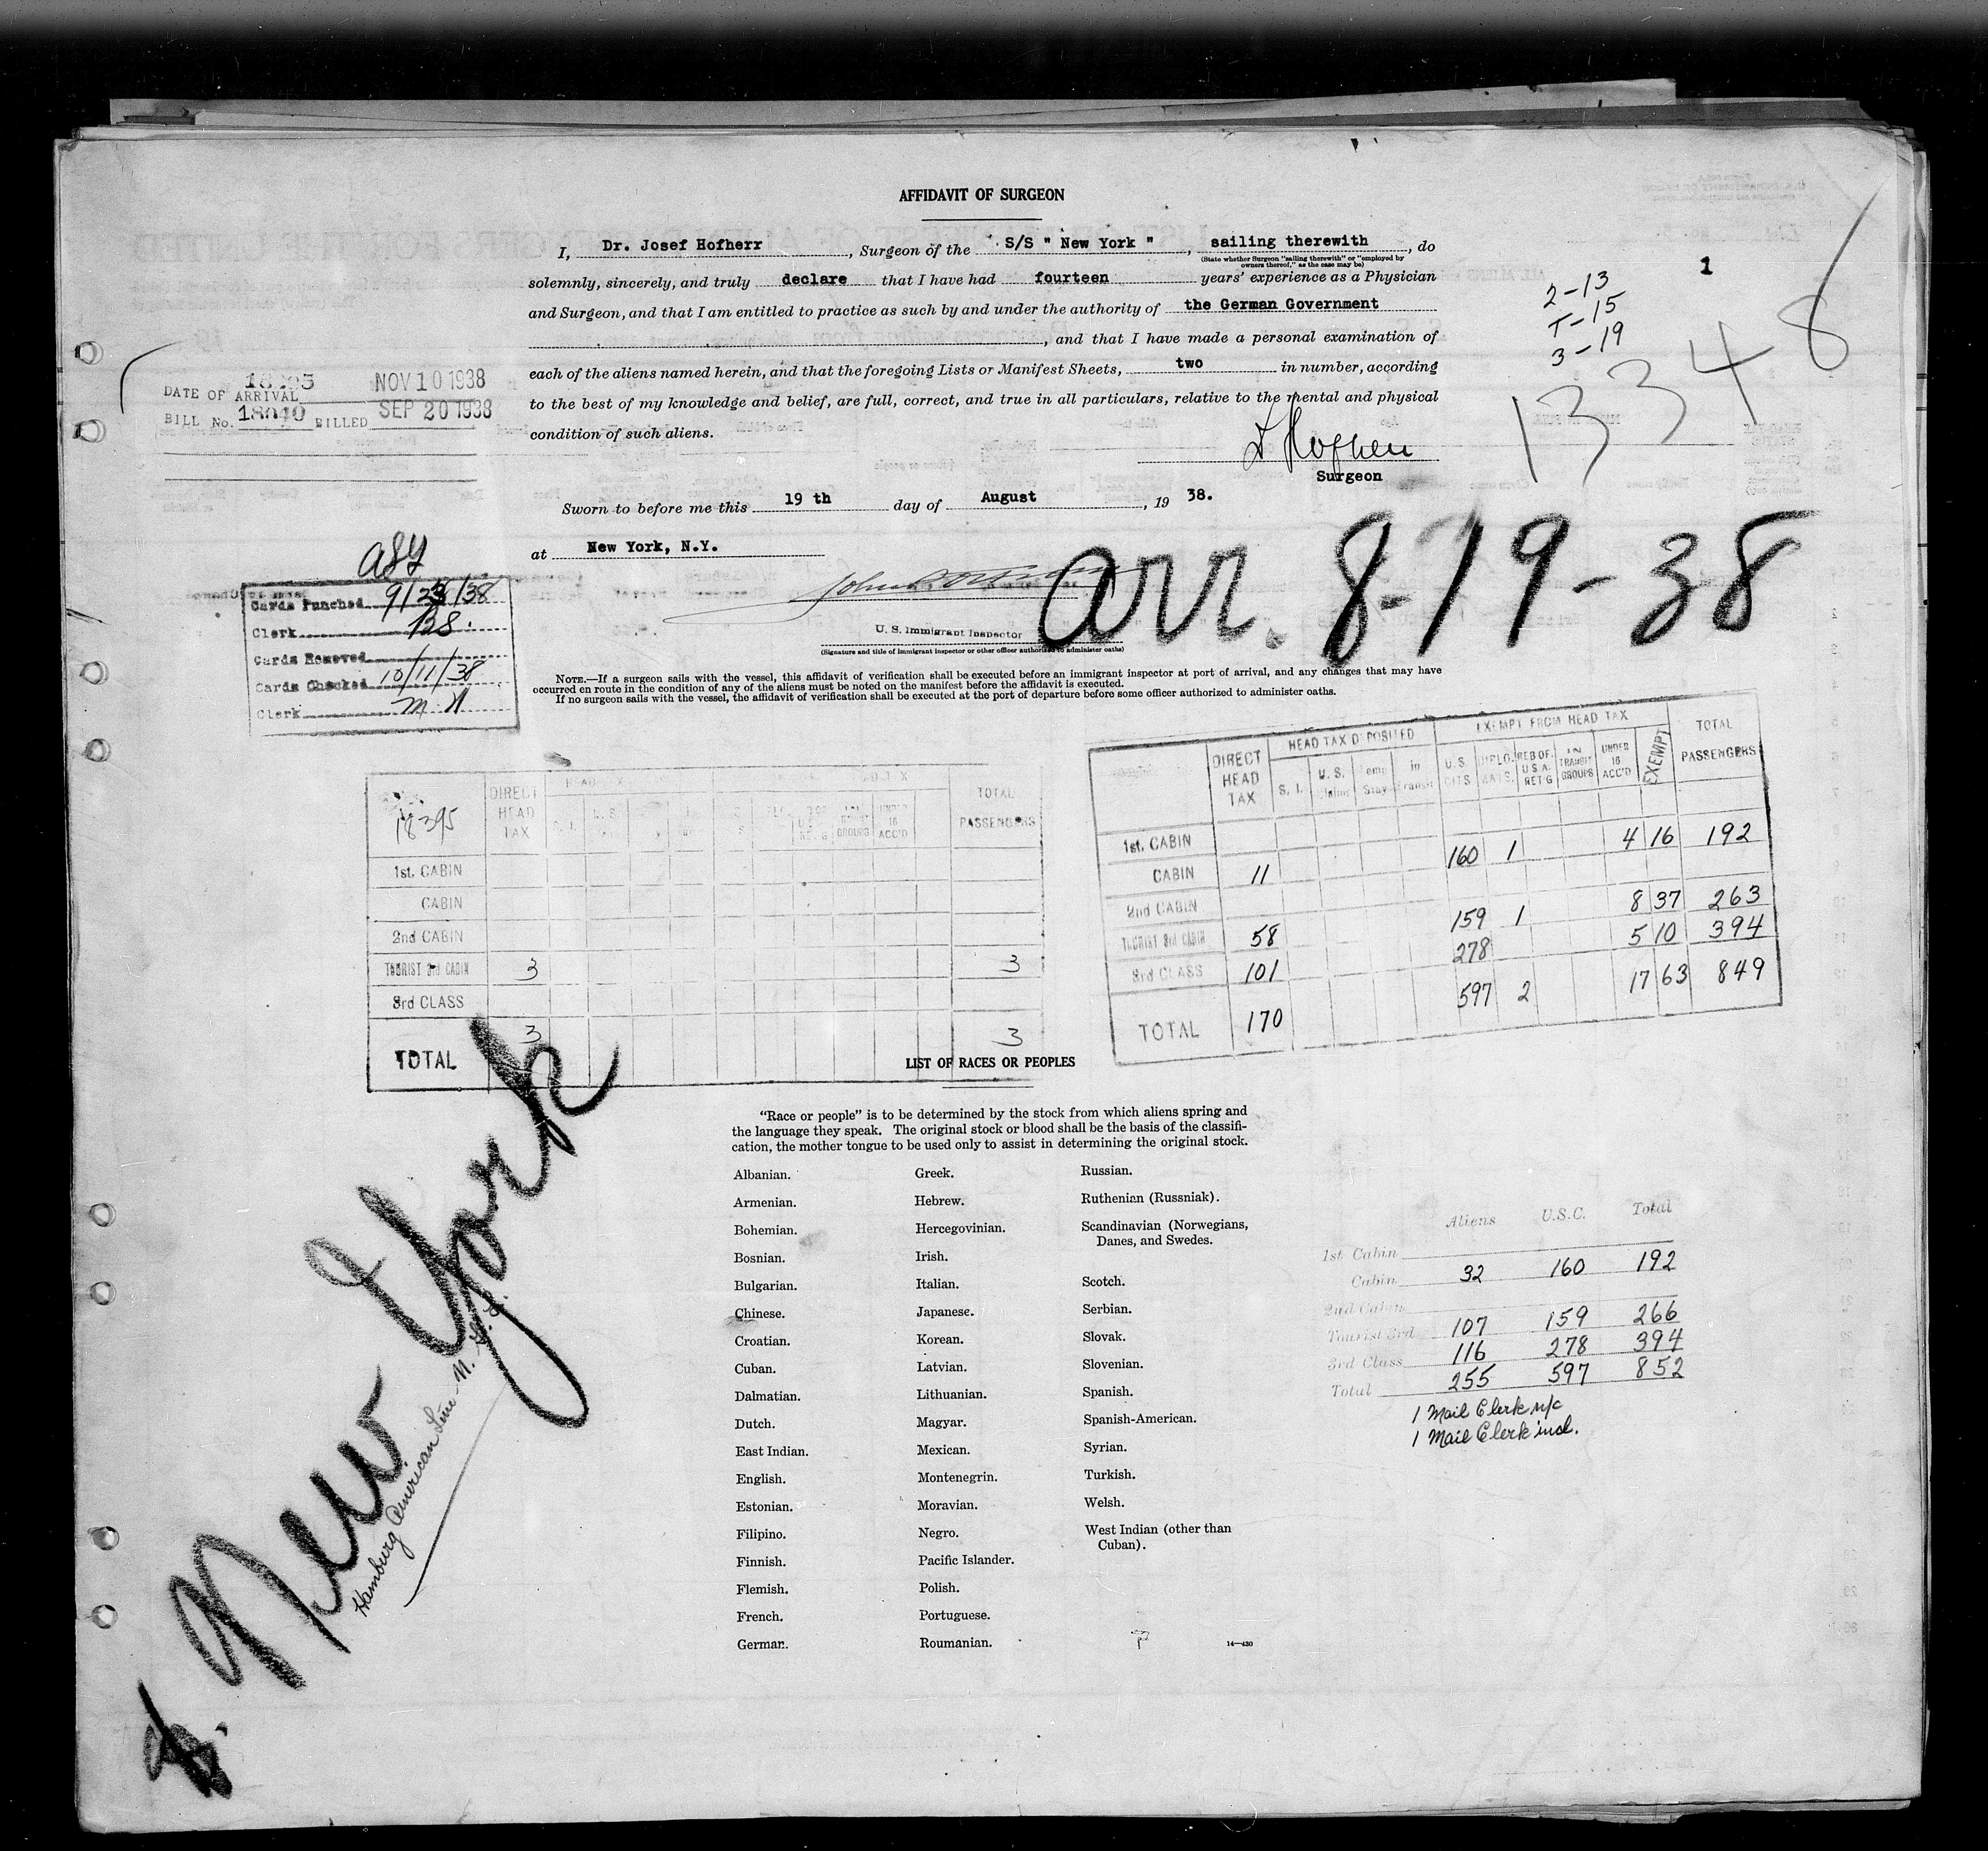 AFFIDAVIT OF SURGEON
I, Dr. Josef Hofherr, Surgeon of the S/S " New York ", sailing therewith, do
(State whether Surgeon "sailing therewith" or "employed by
owners thereof," as the case may be)
solemnly, sincerely, and truly declare that I have had fourteen years' experience as a Physician
and Surgeon, and that I am entitled to practice as such by and under the authority of the German Government
, and that I have made a personal examination of
each of the aliens named herein, and that the foregoing Lists or Manifest Sheets, two in number, according
to the best of my knowledge and belief, are full, correct, and true in all particulars, relative to the mental and physical
condition of such aliens.
Hofherr
Surgeon
Sworn to before me this 19 th day of August, 19 38.
at New York, N.Y.
U. S. Immigrant Inspector
(Signature and title of immigrant inspector or other officer authorized to administer oaths)
NOTE.—If a surgeon sails with the vessel, this affidavit of verification shall be executed before an immigrant inspector at port of arrival, and any changes that may have
occurred en route in the condition of any of the aliens must be noted on the manifest before the affidavit is executed.
If no surgeon sails with the vessel, the affidavit of verification shall be executed at the port of departure before some officer authorized to administer oaths.
1
2-13
T-15
3-19
13348
arr. 8-19-38
NOV 10 1938
DATE OF ARRIVAL
BILL No. 18040 BILLED SEP 20 1938
Cards Punched 9/23/38
Clerk 128.
Cards Removed
Cards Checked 10/11/38
Clerk M W
18395
DIRECT HEAD TAX
UNDER 16 ACC'D
TOTAL PASSENGERS
1st. CABIN
CABIN
2nd CABIN
TOURIST 3rd CABIN 3 3
3rd CLASS
TOTAL 3 3
DIRECT HEAD TAX
HEAD TAX DEPOSITED
S. I.
U. S. Claims
Temp Stay
in Transit
EXEMPT FROM HEAD TAX
U.S. CITS.
DIPLO. MATS.
RES OF. U.S.A. RET'G
IN TRANSIT GROUPS
UNDER 16 ACC'D
EXEMPT
TOTAL PASSENGERS
1st. CABIN
CABIN 11 160 1 4 16 192
2nd CABIN
TOURIST 3rd CABIN 58 159 1 8 37 263
3rd CLASS 101 278 5 10 394
TOTAL 170 597 2 17 63 849
LIST OF RACES OR PEOPLES
"Race or people" is to be determined by the stock from which aliens spring and
the language they speak. The original stock or blood shall be the basis of the classifi-
cation, the mother tongue to be used only to assist in determining the original stock.
Albanian.
Armenian.
Bohemian.
Bosnian.
Bulgarian.
Chinese.
Croatian.
Cuban.
Dalmatian.
Dutch.
East Indian.
English.
Estonian.
Filipino.
Finnish.
Flemish.
French.
German.
Greek.
Hebrew.
Hercegovinian.
Irish.
Italian.
Japanese.
Korean.
Latvian.
Lithuanian.
Magyar.
Mexican.
Montenegrin.
Moravian.
Negro.
Pacific Islander.
Polish.
Portuguese.
Roumanian.
Russian.
Ruthenian (Russniak).
Scandinavian (Norwegians,
Danes, and Swedes.
Scotch.
Serbian.
Slovak.
Slovenian.
Spanish.
Spanish-American.
Syrian.
Turkish.
Welsh.
West Indian (other than
Cuban).
14—430
Aliens U.S.C. Total
1st Cabin
Cabin 32 160 192
2nd Cabin
Tourist 3rd 107 159 266
3rd Class 116 278 394
Total 255 597 852
1 Mail Clerk n/c
1 Mail Clerk incl.
New York
Hamburg American Line